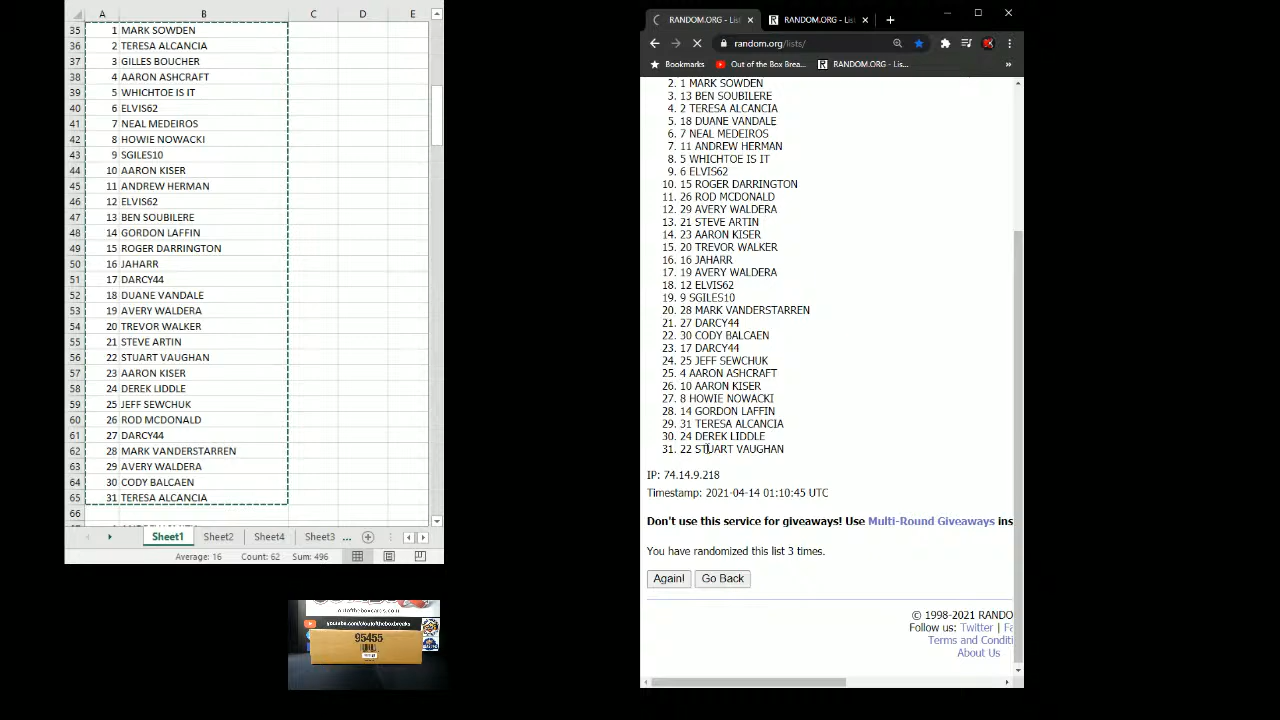 A B C D E
35 1 MARK SOWDEN
36 2 TERESA ALCANCIA
37 3 GILLES BOUCHER
38 4 AARON ASHCRAFT
39 5 WHICHTOE IS IT
40 6 ELVIS62
41 7 NEAL MEDEIROS
42 8 HOWIE NOWACKI
43 9 SGILES10
44 10 AARON KISER
45 11 ANDREW HERMAN
46 12 ELVIS62
47 13 BEN SOUBILERE
48 14 GORDON LAFFIN
49 15 ROGER DARRINGTON
50 16 JAHARR
51 17 DARCY44
52 18 DUANE VANDALE
53 19 AVERY WALDERA
54 20 TREVOR WALKER
55 21 STEVE ARTIN
56 22 STUART VAUGHAN
57 23 AARON KISER
58 24 DEREK LIDDLE
59 25 JEFF SEWCHUK
60 26 ROD MCDONALD
61 27 DARCY44
62 28 MARK VANDERSTARREN
63 29 AVERY WALDERA
64 30 CODY BALCAEN
65 31 TERESA ALCANCIA
66
Sheet1 Sheet2 Sheet4 Sheet3 ...
Average: 16 Count: 62 Sum: 496
youtube.com/c/outoftheboxbreaks
95455
RANDOM.ORG - List
RANDOM.ORG - List
random.org/lists/
Bookmarks Out of the Box Brea... RANDOM.ORG - Lis... »
2. 1 MARK SOWDEN
3. 13 BEN SOUBILERE
4. 2 TERESA ALCANCIA
5. 18 DUANE VANDALE
6. 7 NEAL MEDEIROS
7. 11 ANDREW HERMAN
8. 5 WHICHTOE IS IT
9. 6 ELVIS62
10. 15 ROGER DARRINGTON
11. 26 ROD MCDONALD
12. 29 AVERY WALDERA
13. 21 STEVE ARTIN
14. 23 AARON KISER
15. 20 TREVOR WALKER
16. 16 JAHARR
17. 19 AVERY WALDERA
18. 12 ELVIS62
19. 9 SGILES10
20. 28 MARK VANDERSTARREN
21. 27 DARCY44
22. 30 CODY BALCAEN
23. 17 DARCY44
24. 25 JEFF SEWCHUK
25. 4 AARON ASHCRAFT
26. 10 AARON KISER
27. 8 HOWIE NOWACKI
28. 14 GORDON LAFFIN
29. 31 TERESA ALCANCIA
30. 24 DEREK LIDDLE
31. 22 STUART VAUGHAN
IP: 74.14.9.218
Timestamp: 2021-04-14 01:10:45 UTC
Don't use this service for giveaways! Use Multi-Round Giveaways ins
You have randomized this list 3 times.
Again! Go Back
© 1998-2021 RANDO
Follow us: Twitter | Fa
Terms and Conditi
About Us